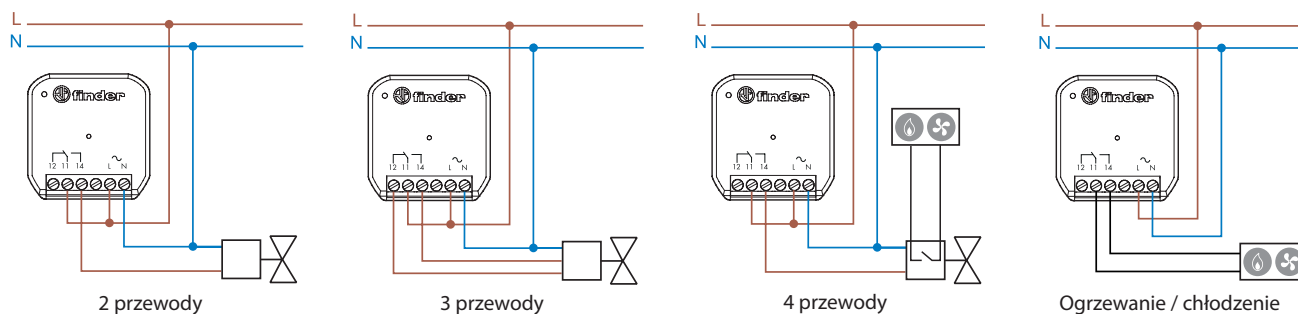 L
N
finder
12 11 14 L N
2 przewody
L
N
finder
12 11 14 L N
3 przewody
L
N
finder
12 11 14 L N
4 przewody
L
N
finder
12 11 14 L N
Ogrzewanie / chłodzenie